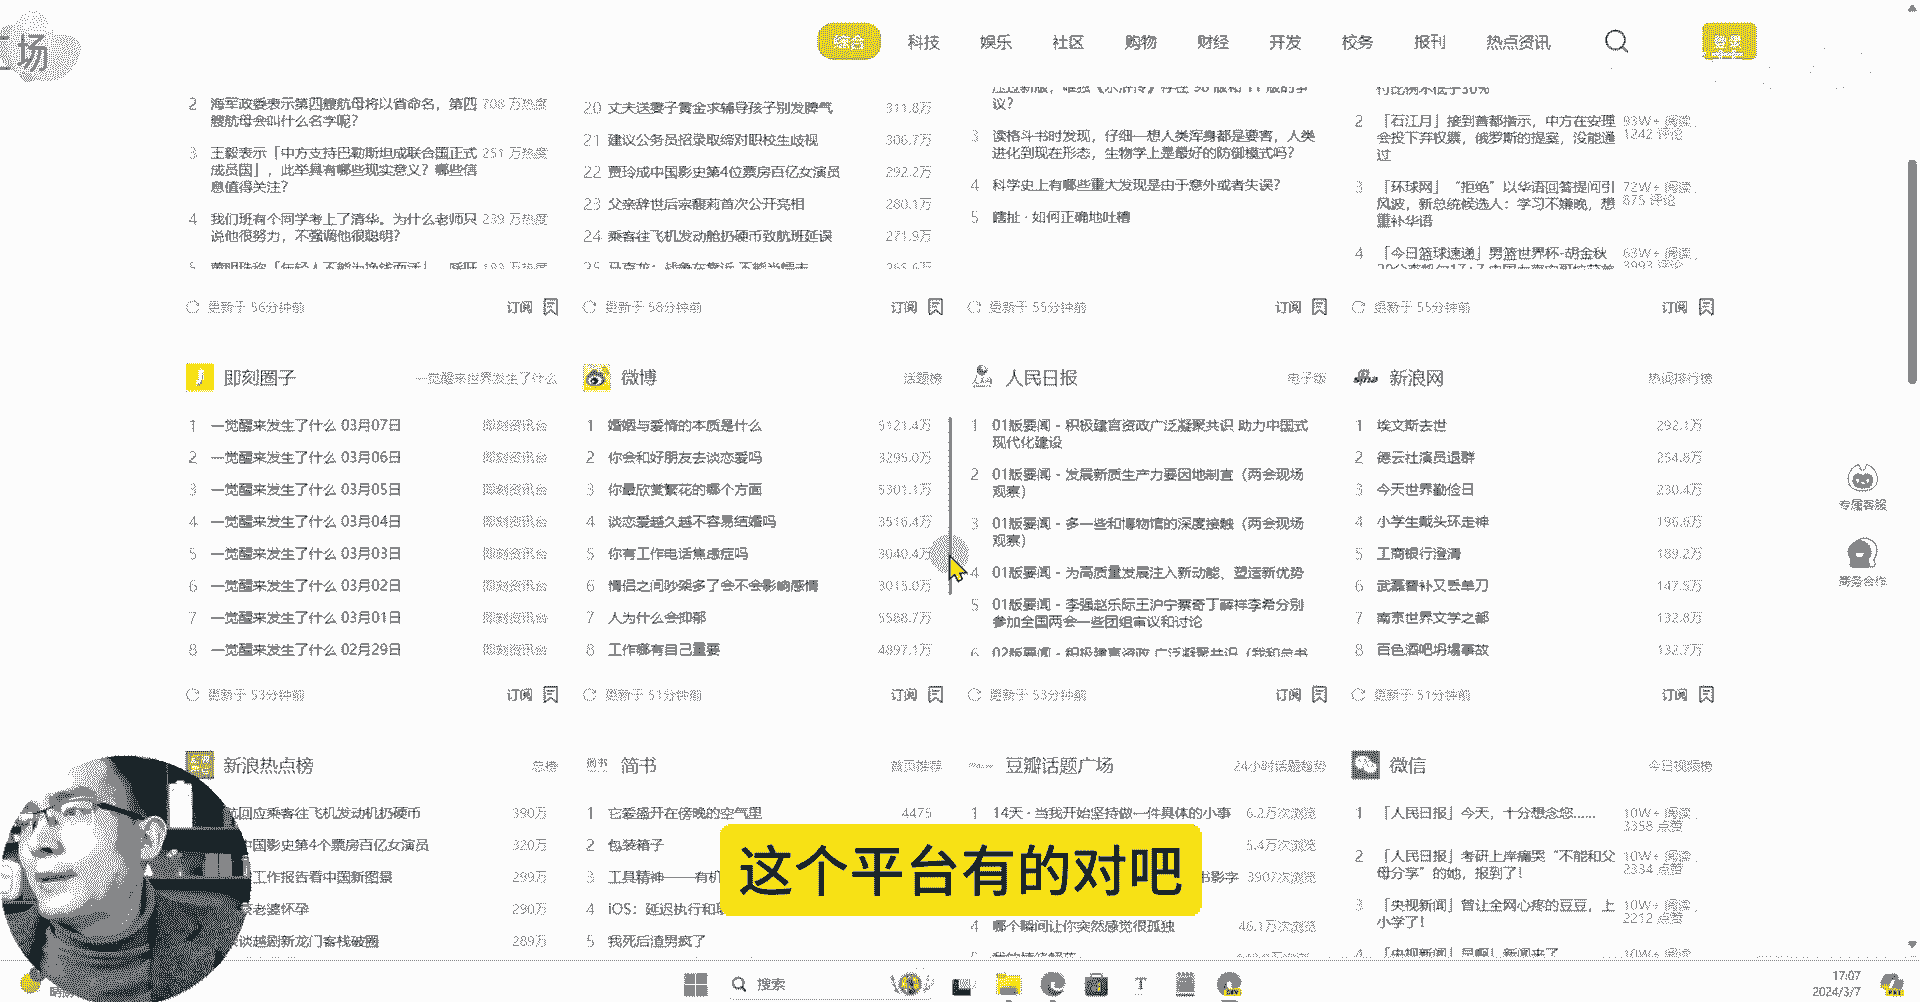 综合 科技 娱乐 社区 购物 财经 开发 校务 报刊 热点资讯 登录
2 海军政委表示第四艘航母将以省命名，第四 708 万热度
艘航母会叫什么名字呢？
3 王毅表示「中方支持巴勒斯坦成联合国正式 251 万热度
成员国」，此举具有哪些现实意义？哪些信
息值得关注？
4 我们班有个同学考上了清华。为什么老师只 239 万热度
说他很努力，不强调他很聪明？
更新于 56分钟前 订阅
20 丈夫送妻子黄金求辅导孩子别发脾气 311.8万
21 建议公务员招录取缔对职校生歧视 306.7万
22 贾玲成中国影史第4位票房百亿女演员 292.2万
23 父亲辞世后宗馥莉首次公开亮相 280.1万
24 乘客往飞机发动舱扔硬币致航班延误 271.9万
更新于 58分钟前 订阅
议？
3 读格斗书时发现，仔细一想人类浑身都是要害，人类
进化到现在形态，生物学上是最好的防御模式吗？
4 科学史上有哪些重大发现是由于意外或者失误？
5 瞎扯 · 如何正确地吐槽
更新于 55分钟前 订阅
2 「石江月」接到首都指示，中方在安理 93W+ 阅读 .
会投下弃权票，俄罗斯的提案，没能通 1242 评论
过
3 「环球网」“拒绝”以华语回答提问引 72W+ 阅读 .
风波，新总统候选人：学习不嫌晚，想 875 评论
重补华语
4 「今日篮球速递」男篮世界杯-胡金秋 63W+ 阅读 .
更新于 55分钟前 订阅
即刻圈子 一觉醒来世界发生了什么
1 一觉醒来发生了什么 03月07日 即刻资讯台
2 一觉醒来发生了什么 03月06日 即刻资讯台
3 一觉醒来发生了什么 03月05日 即刻资讯台
4 一觉醒来发生了什么 03月04日 即刻资讯台
5 一觉醒来发生了什么 03月03日 即刻资讯台
6 一觉醒来发生了什么 03月02日 即刻资讯台
7 一觉醒来发生了什么 03月01日 即刻资讯台
8 一觉醒来发生了什么 02月29日 即刻资讯台
更新于 53分钟前 订阅
微博 话题榜
1 婚姻与爱情的本质是什么 5121.4万
2 你会和好朋友去谈恋爱吗 3295.0万
3 你最欣赏繁花的哪个方面 5301.1万
4 谈恋爱越久越不容易结婚吗 3516.4万
5 你有工作电话焦虑症吗 3040.4万
6 情侣之间吵架多了会不会影响感情 3015.0万
7 人为什么会抑郁 5588.7万
8 工作哪有自己重要 4897.1万
更新于 51分钟前 订阅
人民日报 电子版
1 01版要闻 - 积极建言资政广泛凝聚共识 助力中国式
现代化建设
2 01版要闻 - 发展新质生产力要因地制宜（两会现场
观察）
3 01版要闻 - 多一些和博物馆的深度接触（两会现场
观察）
4 01版要闻 - 为高质量发展注入新动能、塑造新优势
5 01版要闻 - 李强赵乐际王沪宁蔡奇丁薛祥李希分别
参加全国两会一些团组审议和讨论
6 02版要闻 - 积极建言资政 广泛凝聚共识（我和总书
更新于 53分钟前 订阅
新浪网 热词排行榜
1 埃文斯去世 292.1万
2 德云社演员退群 254.8万
3 今天世界勤俭日 230.4万
4 小学生戴头环走神 196.6万
5 工商银行澄清 189.2万
6 武磊替补又丢单刀 147.5万
7 南京世界文学之都 132.8万
8 百色酒吧坍塌事故 132.7万
更新于 51分钟前 订阅
专属客服
商务合作
新浪热点榜 总榜
航回应乘客往飞机发动机扔硬币 390万
中国影史第4个票房百亿女演员 320万
工作报告看中国新图景 299万
老婆怀孕 290万
谈越剧新龙门客栈破圈 289万
简书 首页推荐
1 它爱盛开在傍晚的空气里 4475
2 包装箱子
3 工具精神——有机
4 iOS：延迟执行和
5 我死后渣男疯了
豆瓣话题广场 24小时话题趋势
1 14天 · 当我开始坚持做一件具体的小事 6.2万次浏览
5.4万次浏览
书影字 3907次浏览
4 哪个瞬间让你突然感觉很孤独 46.1万次浏览
微信 今日视频榜
1 「人民日报」今天，十分想念您…… 10W+ 阅读 .
3358 点赞
2 「人民日报」考研上岸痛哭“不能和父 10W+ 阅读 .
母分享”的她，报到了！ 2334 点赞
3 「央视新闻」曾让全网心疼的豆豆，上 10W+ 阅读 .
小学了！ 2212 点赞
这个平台有的对吧
搜索
17:07
2024/3/7